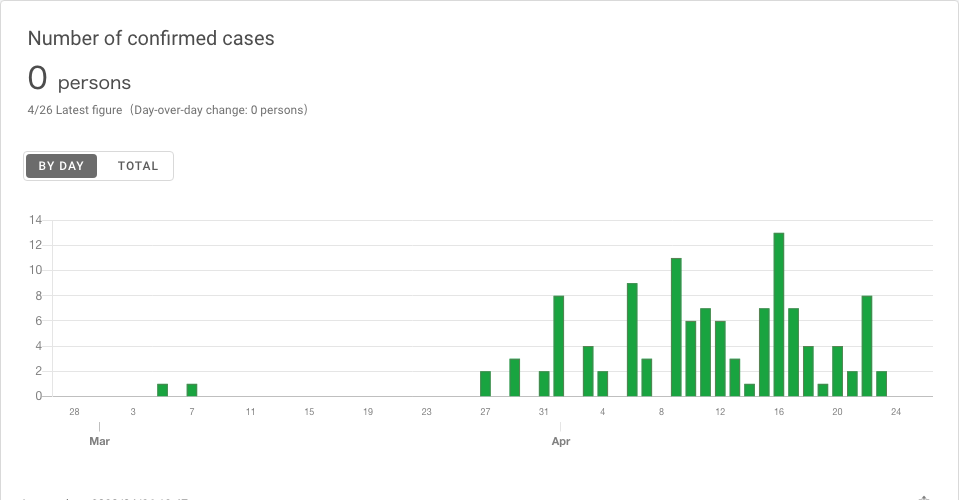 Number of confirmed cases
0 persons
4/26 Latest figure (Day-over-day change: 0 persons)
BY DAY TOTAL
14
12
10
8
6
4
2
0
28 3 7 11 15 19 23 27 31 4 8 12 16 20 24
Mar Apr